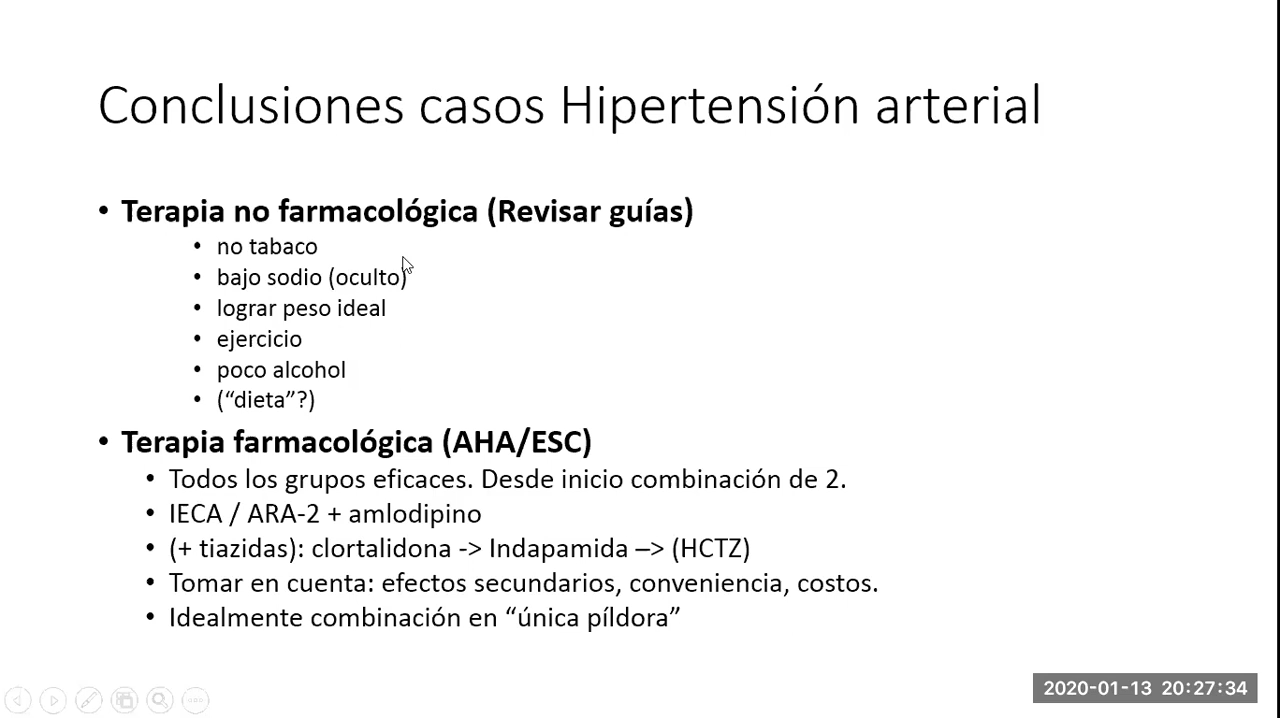 Conclusiones casos Hipertensión arterial
• Terapia no farmacológica (Revisar guías)
• no tabaco
• bajo sodio (oculto)
• lograr peso ideal
• ejercicio
• poco alcohol
• (“dieta”?)
• Terapia farmacológica (AHA/ESC)
• Todos los grupos eficaces. Desde inicio combinación de 2.
• IECA / ARA-2 + amlodipino
• (+ tiazidas): clortalidona -> Indapamida –> (HCTZ)
• Tomar en cuenta: efectos secundarios, conveniencia, costos.
• Idealmente combinación en “única píldora”
2020-01-13 20:27:34